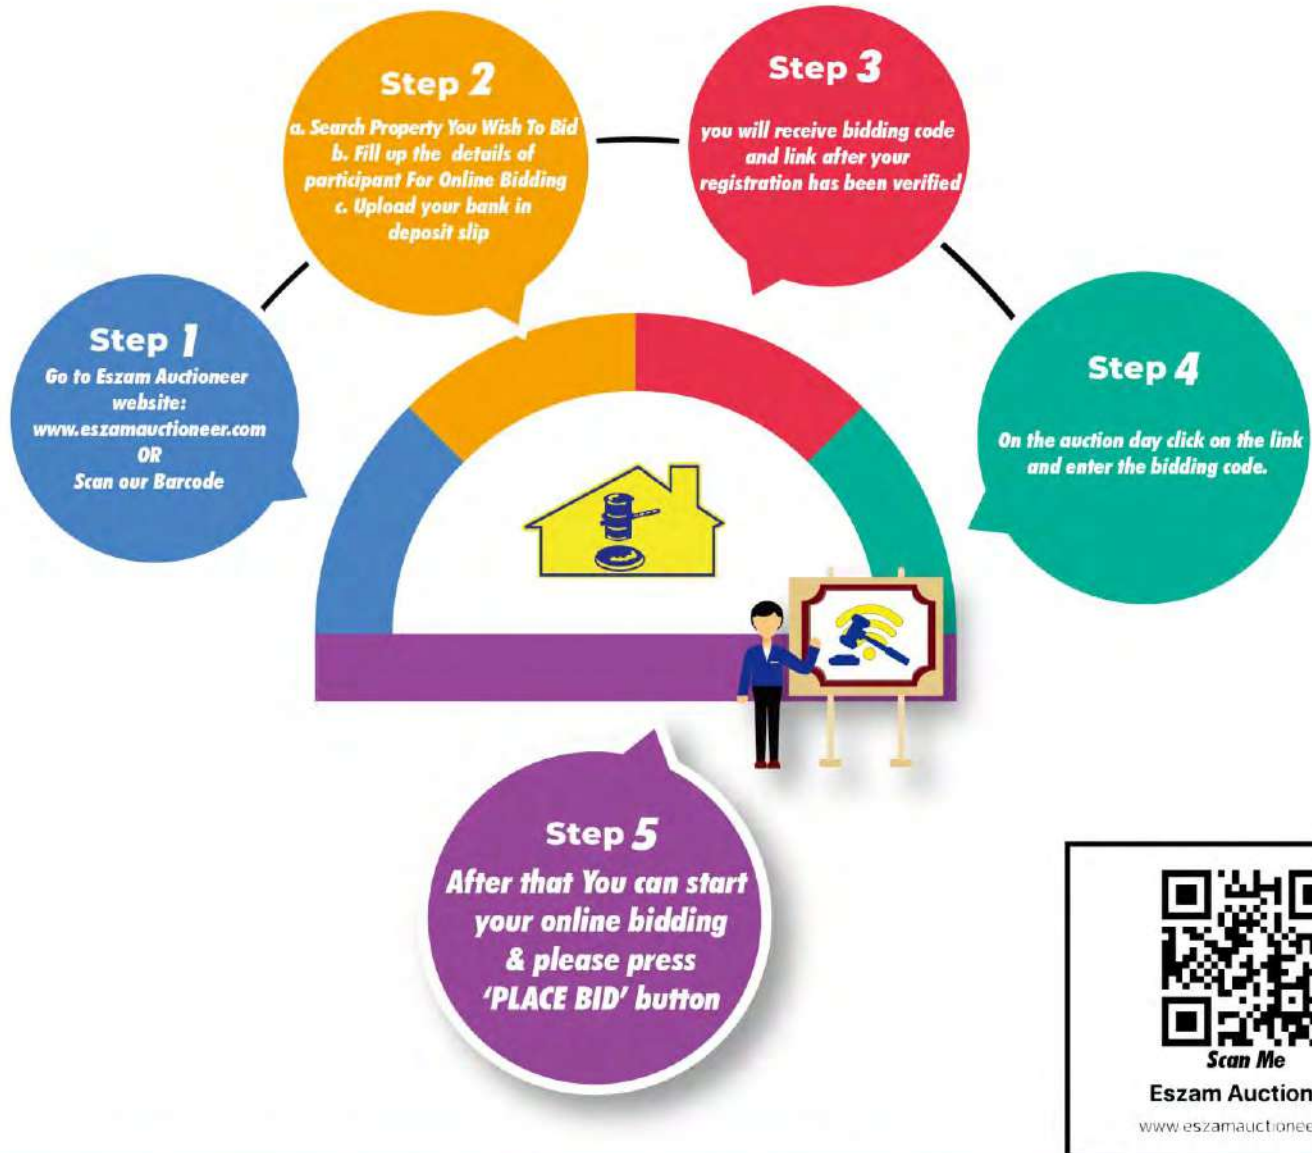 Step 1
Go to Eszam Auctioneer
website:
www.eszamauctioneer.com
OR
Scan our Barcode
Step 2
a. Search Property You Wish To Bid
b. Fill up the details of
participant For Online Bidding
c. Upload your bank in
deposit slip
Step 3
you will receive bidding code
and link after your
registration has been verified
Step 4
On the auction day click on the link
and enter the bidding code.
Step 5
After that You can start
your online bidding
& please press
‘PLACE BID’ button
Scan Me
Eszam Auction
www.eszamauctionee